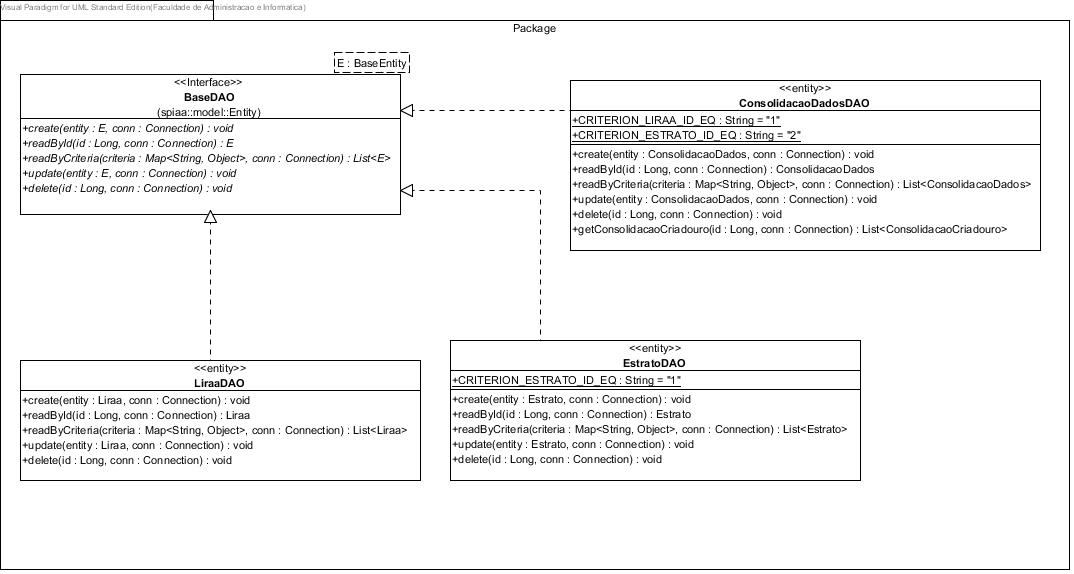 Visual Paradigm for UML Standard Edition(Faculdade de Administracao e Informatica)
Package
E : BaseEntity
<<Interface>>
BaseDAO
(spiaa::model::Entity)
+create(entity : E, conn : Connection) : void
+readById(id : Long, conn : Connection) : E
+readByCriteria(criteria : Map<String, Object>, conn : Connection) : List<E>
+update(entity : E, conn : Connection) : void
+delete(id : Long, conn : Connection) : void
<<entity>>
ConsolidacaoDadosDAO
+CRITERION_LIRAA_ID_EQ : String = "1"
+CRITERION_ESTRATO_ID_EQ : String = "2"
+create(entity : ConsolidacaoDados, conn : Connection) : void
+readById(id : Long, conn : Connection) : ConsolidacaoDados
+readByCriteria(criteria : Map<String, Object>, conn : Connection) : List<ConsolidacaoDados>
+update(entity : ConsolidacaoDados, conn : Connection) : void
+delete(id : Long, conn : Connection) : void
+getConsolidacaoCriadouro(id : Long, conn : Connection) : List<ConsolidacaoCriadouro>
<<entity>>
LiraaDAO
+create(entity : Liraa, conn : Connection) : void
+readById(id : Long, conn : Connection) : Liraa
+readByCriteria(criteria : Map<String, Object>, conn : Connection) : List<Liraa>
+update(entity : Liraa, conn : Connection) : void
+delete(id : Long, conn : Connection) : void
<<entity>>
EstratoDAO
+CRITERION_ESTRATO_ID_EQ : String = "1"
+create(entity : Estrato, conn : Connection) : void
+readById(id : Long, conn : Connection) : Estrato
+readByCriteria(criteria : Map<String, Object>, conn : Connection) : List<Estrato>
+update(entity : Estrato, conn : Connection) : void
+delete(id : Long, conn : Connection) : void